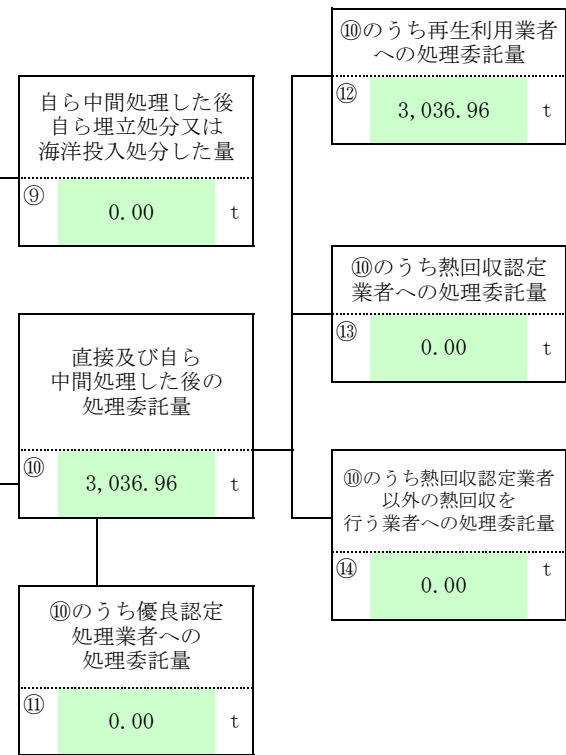 自ら中間処理した後
自ら埋立処分又は
海洋投入処分した量
⑨ 0.00 t
直接及び自ら
中間処理した後の
処理委託量
⑩ 3,036.96 t
⑩のうち優良認定
処理業者への
処理委託量
⑪ 0.00 t
⑩のうち再生利用業者
への処理委託量
⑫ 3,036.96 t
⑩のうち熱回収認定
業者への処理委託量
⑬ 0.00 t
⑩のうち熱回収認定業者
以外の熱回収を
行う業者への処理委託量
⑭ 0.00 t